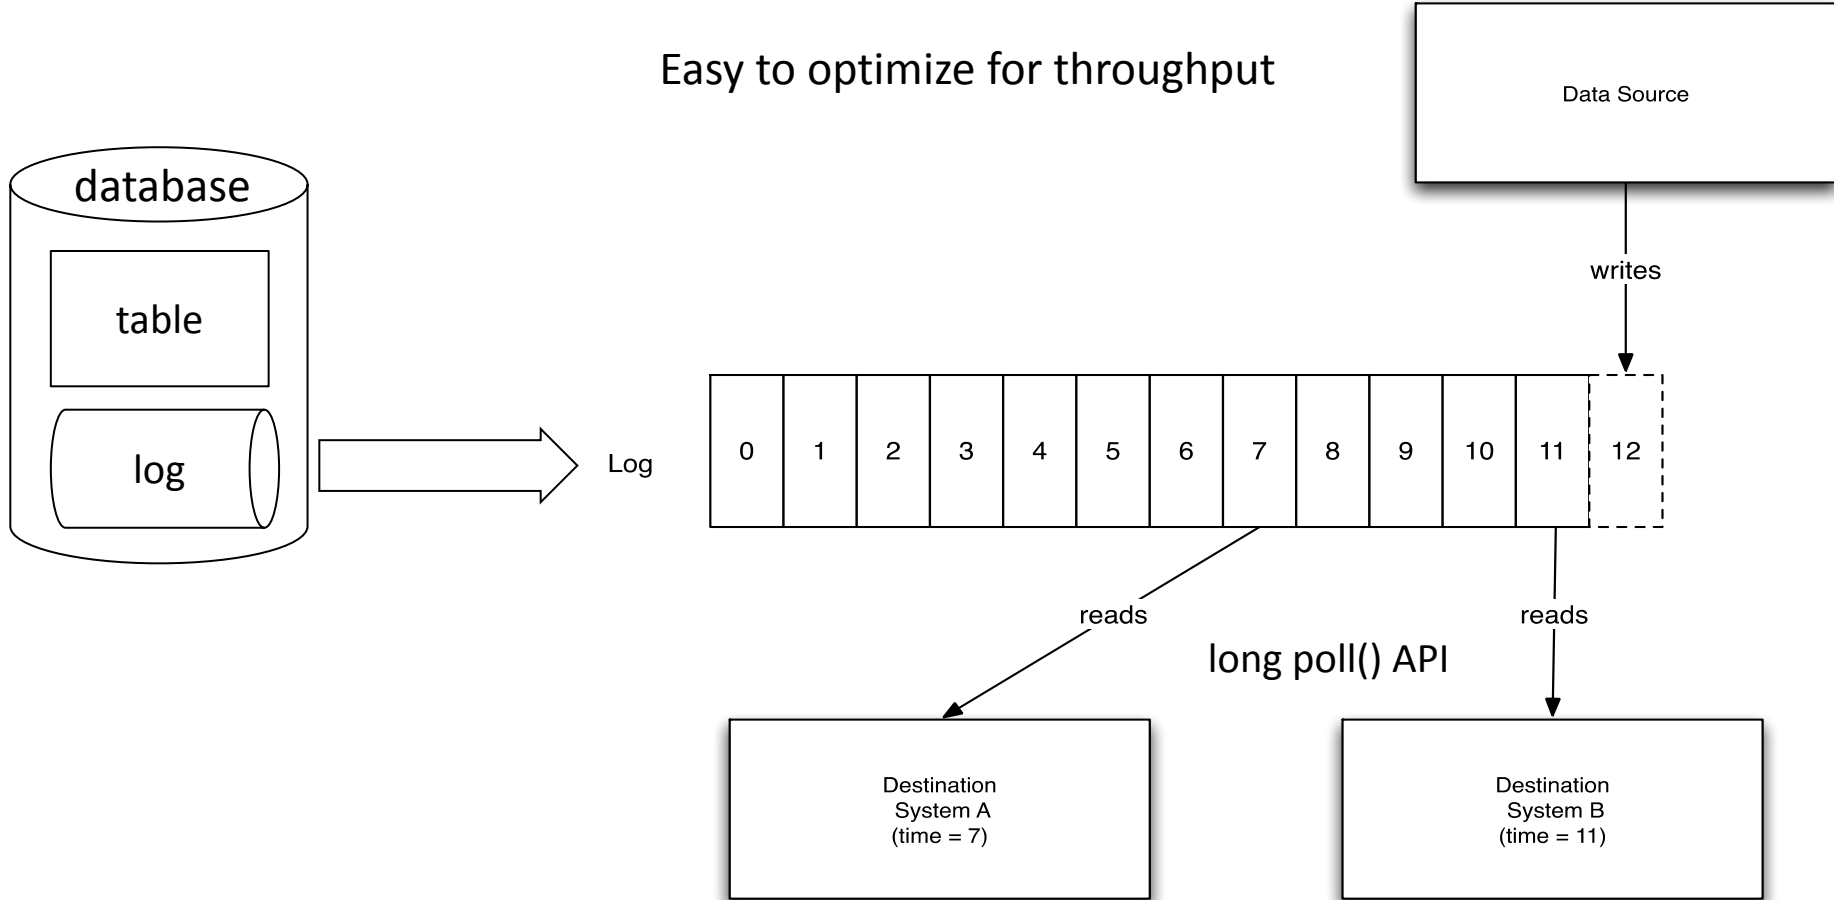 Easy to optimize for throughput
Data Source
database
table
log
writes
Log
0 1 2 3 4 5 6 7 8 9 10 11 12
reads
reads
long poll() API
Destination
System A
(time = 7)
Destination
System B
(time = 11)